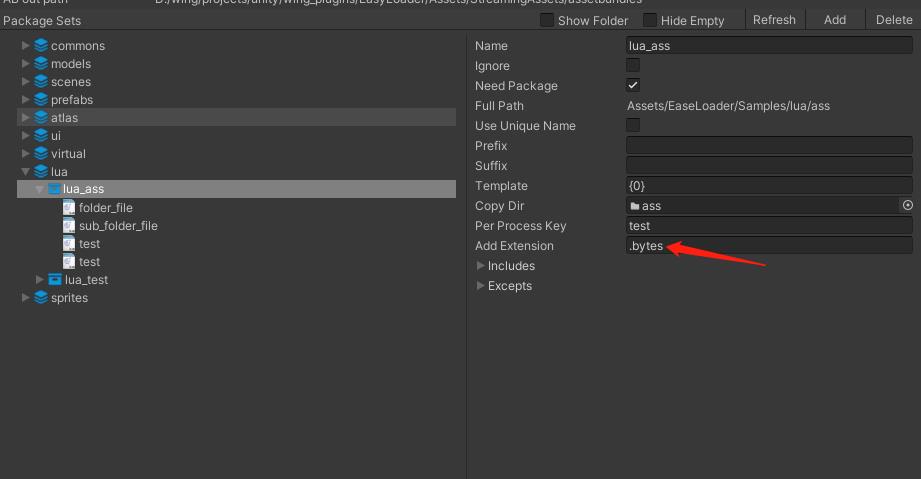 AB out path D:/wing/projects/unity/wing_plugins/EasyLoader/Assets/StreamingAssets/assetbundles
Package Sets Show Folder Hide Empty Refresh Add Delete
commons
models
scenes
prefabs
atlas
ui
virtual
lua
lua_ass
folder_file
sub_folder_file
test
test
lua_test
sprites
Name lua_ass
Ignore
Need Package
Full Path Assets/EaseLoader/Samples/lua/ass
Use Unique Name
Prefix
Suffix
Template {0}
Copy Dir ass
Per Process Key test
Add Extension .bytes
Includes
Excepts